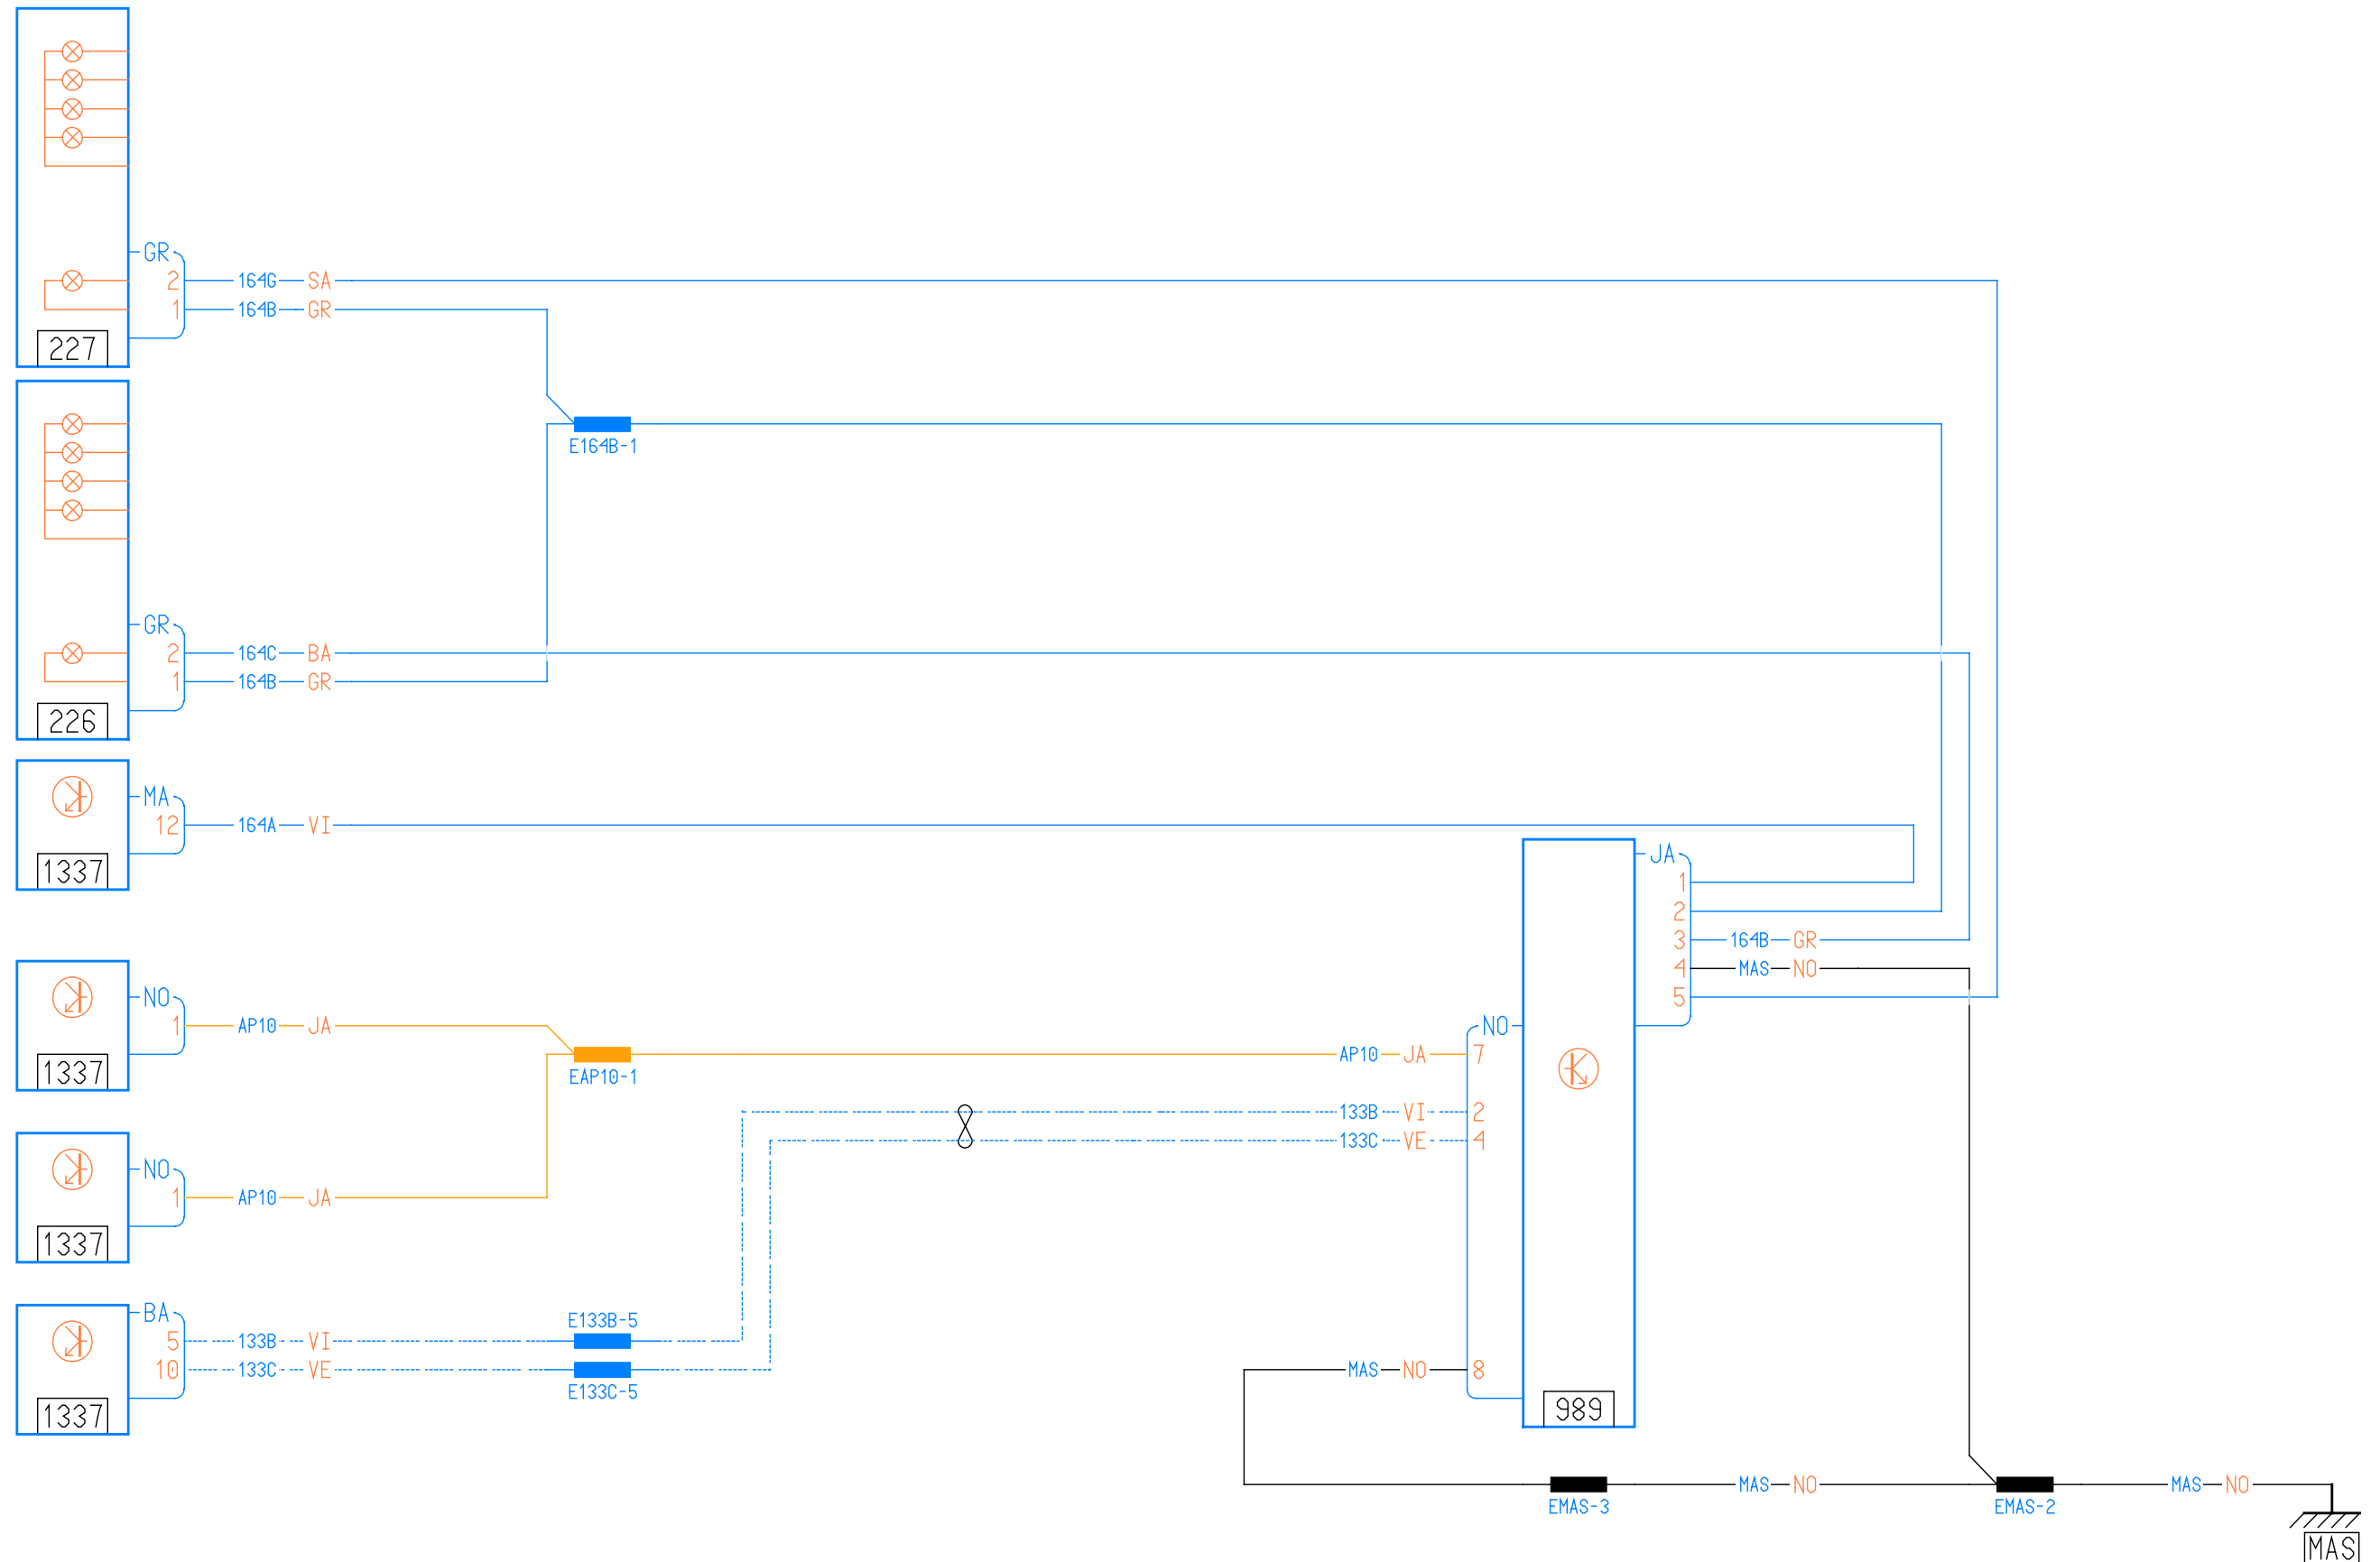 GR
2 164G SA
1 164B GR
227
E164B-1
GR
2 164C BA
1 164B GR
226
MA
12 164A VI
1337
JA
1
2
3 164B GR
4 MAS NO
5
NO
1 AP10 JA
1337
EAP10-1
NO
AP10 JA 7
133B VI 2
133C VE 4
NO
1 AP10 JA
1337
BA
5 133B VI
10 133C VE
1337
E133B-5
E133C-5
MAS NO 8
989
EMAS-3
MAS NO
EMAS-2
MAS NO
MAS